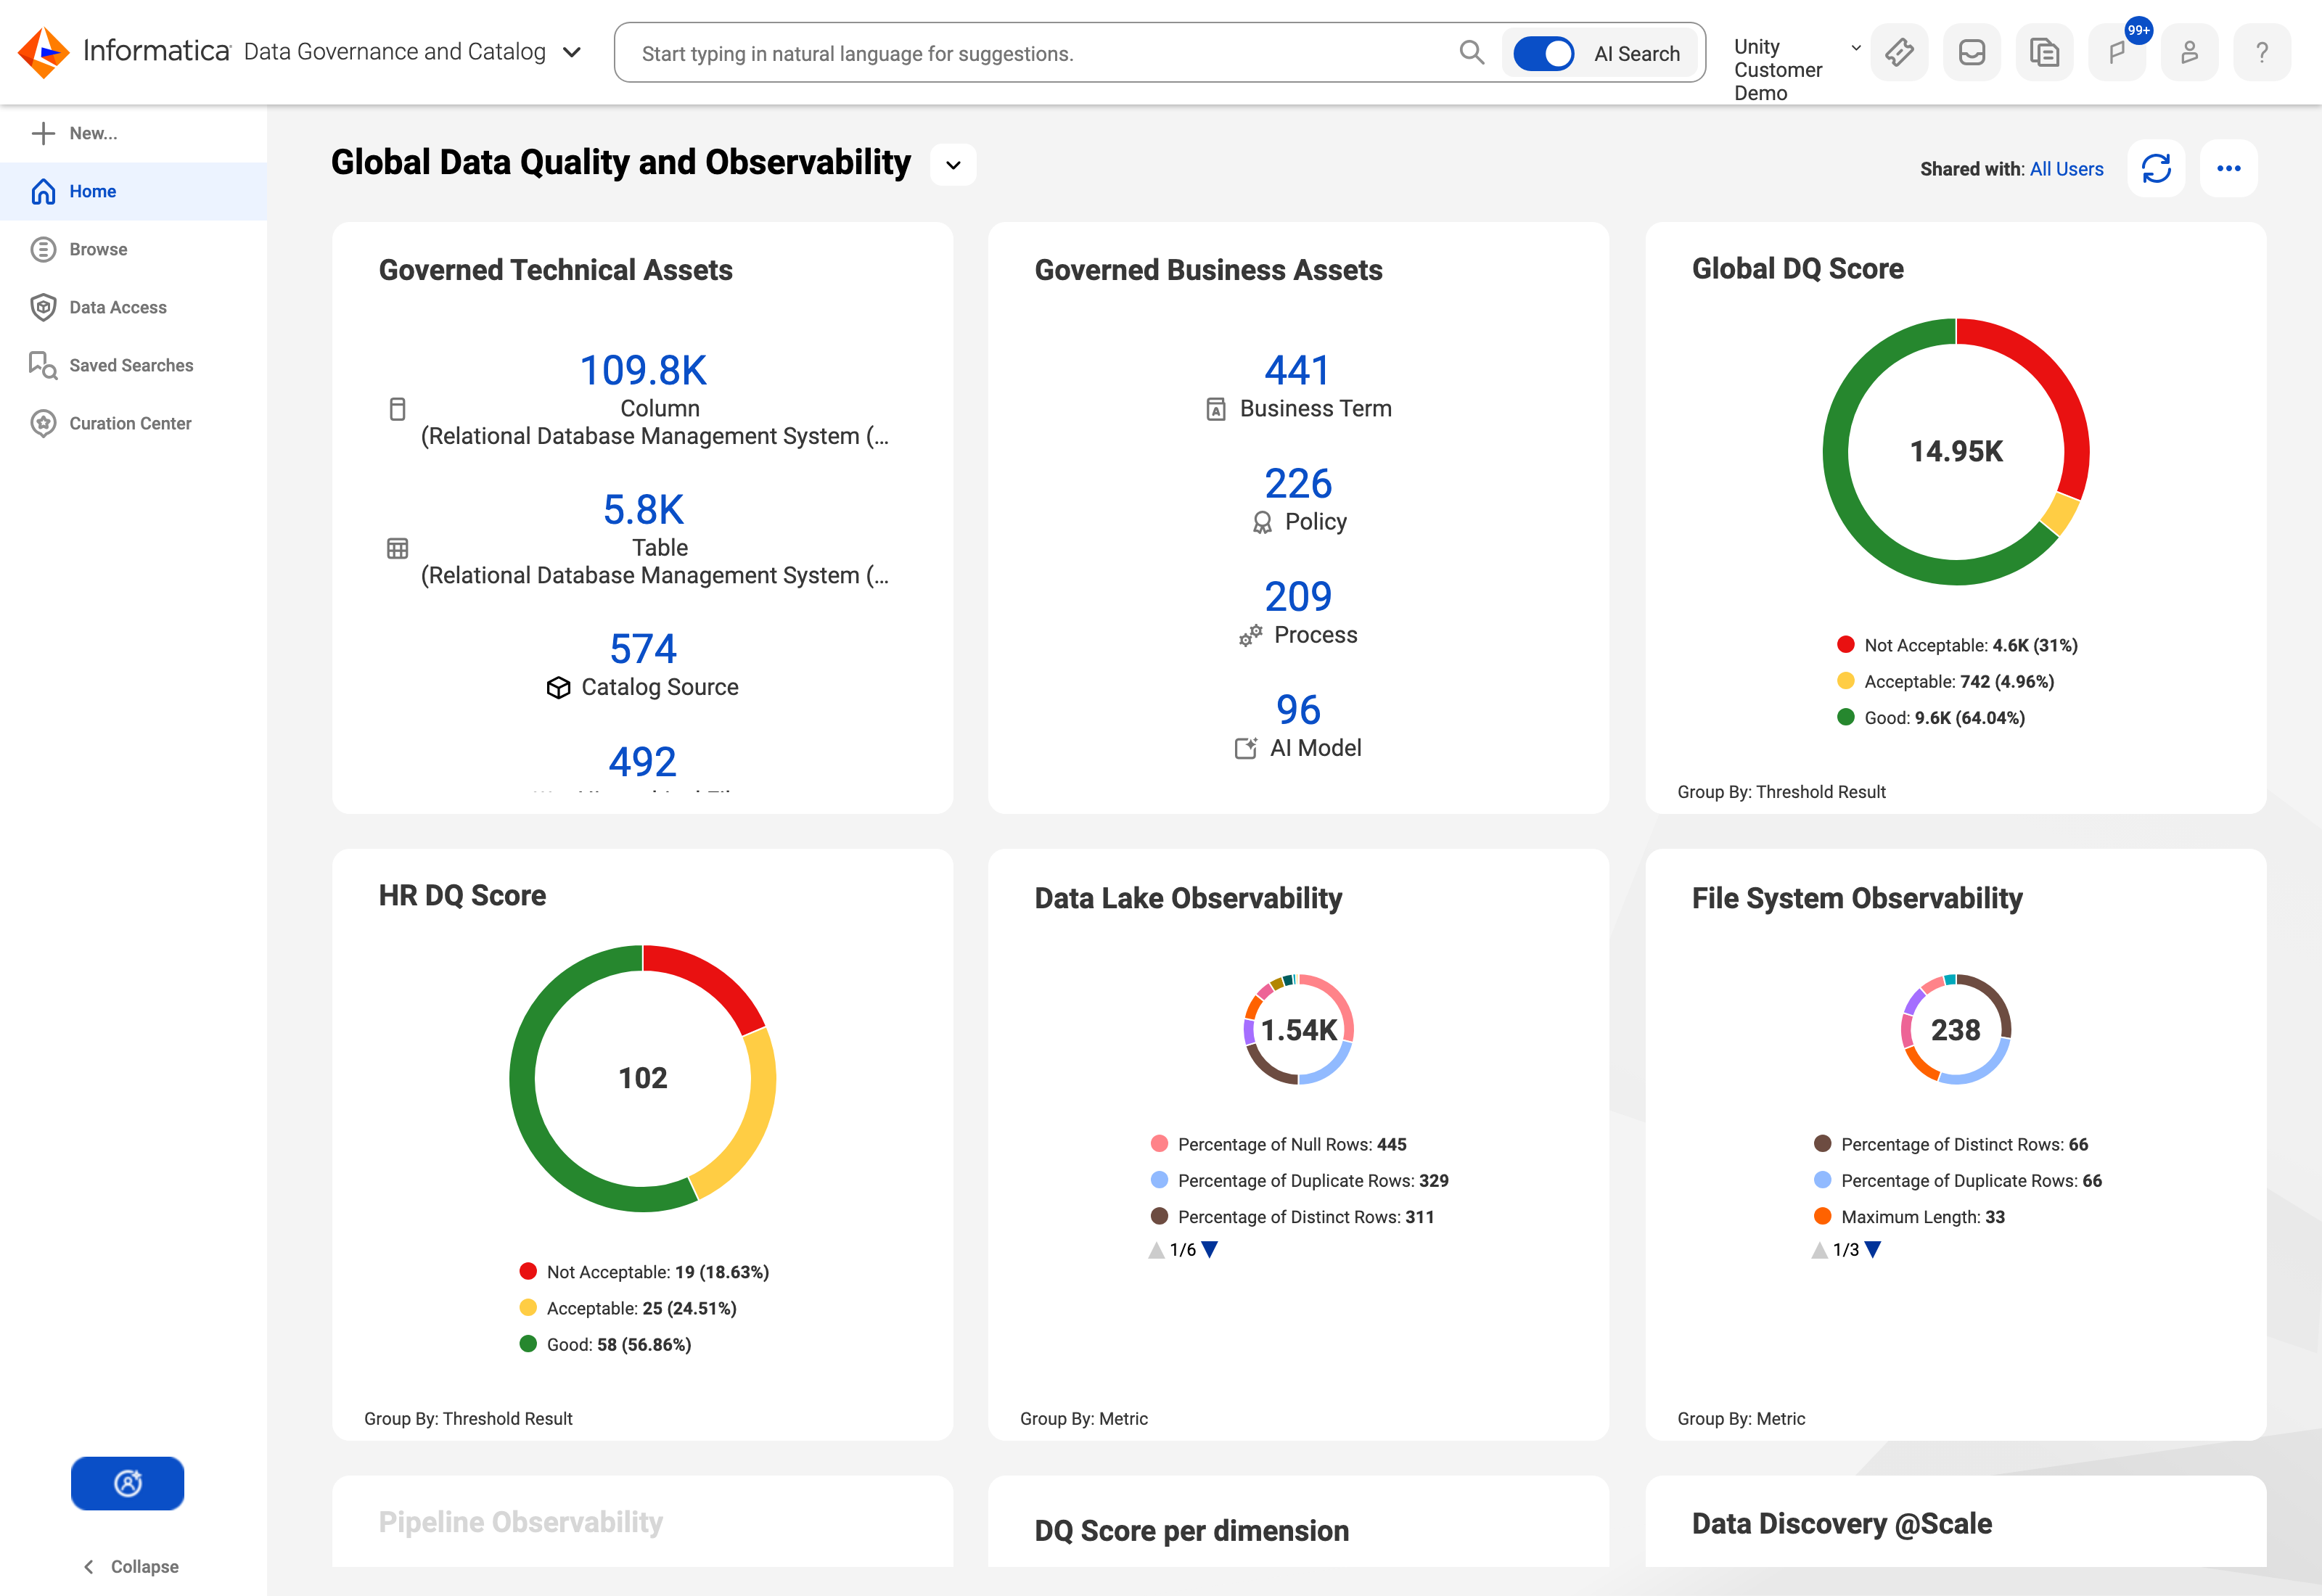 Informatica Data Governance and Catalog
Start typing in natural language for suggestions.
AI Search
Unity
Customer
Demo
99+
?
New...
Home
Browse
Data Access
Saved Searches
Curation Center
Collapse
Global Data Quality and Observability
Shared with: All Users
Governed Technical Assets
109.8K
Column
(Relational Database Management System (...
5.8K
Table
(Relational Database Management System (...
574
Catalog Source
492
Governed Business Assets
441
Business Term
226
Policy
209
Process
96
AI Model
Global DQ Score
14.95K
Not Acceptable: 4.6K (31%)
Acceptable: 742 (4.96%)
Good: 9.6K (64.04%)
Group By: Threshold Result
HR DQ Score
102
Not Acceptable: 19 (18.63%)
Acceptable: 25 (24.51%)
Good: 58 (56.86%)
Group By: Threshold Result
Data Lake Observability
1.54K
Percentage of Null Rows: 445
Percentage of Duplicate Rows: 329
Percentage of Distinct Rows: 311
1/6
Group By: Metric
File System Observability
238
Percentage of Distinct Rows: 66
Percentage of Duplicate Rows: 66
Maximum Length: 33
1/3
Group By: Metric
Pipeline Observability
DQ Score per dimension
Data Discovery @Scale